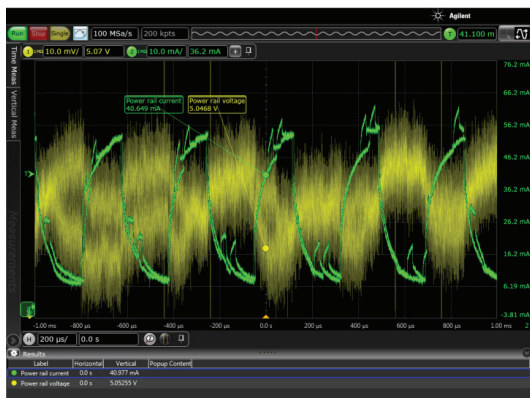 Agilent
Run Stop Single 100 MSa/s 200 kpts T 41.100 m
1 10.0 mV/ 5.07 V 2 10.0 mA/ 36.2 mA +
Time Meas
Vertical Meas
Measurements
76.2 mA
66.2 mA
56.2 mA
46.2 mA
36.2 mA
26.2 mA
16.2 mA
6.19 mA
-3.81 mA
Power rail current
40.649 mA
Power rail voltage
5.0468 V
T
-1.00 ms -800 µs -600 µs -400 µs -200 µs 0.0 s 200 µs 400 µs 600 µs 800 µs 1.00 ms 2
H 200 µs/ 0.0 s
Results
Label Horizontal Vertical Popup Content
Power rail current 0.0 s 40.977 mA
Power rail voltage 0.0 s 5.05255 V